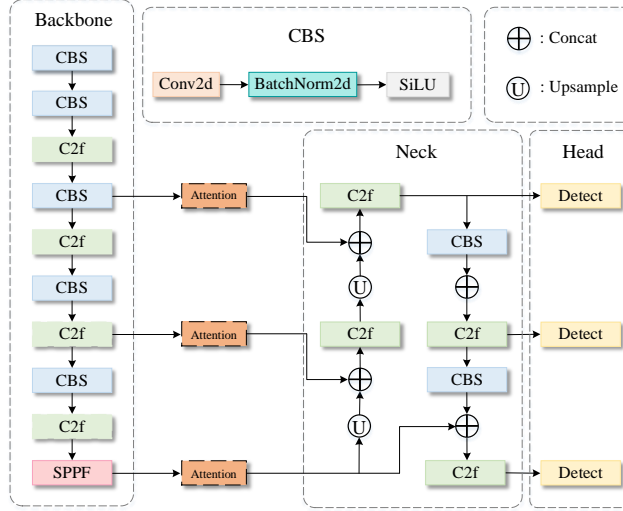 Backbone
CBS
CBS
C2f
CBS
C2f
CBS
C2f
CBS
C2f
SPPF
CBS
Conv2d
BatchNorm2d
SiLU
: Concat
U : Upsample
Attention
Attention
Attention
Neck
C2f
U
C2f
U
CBS
C2f
CBS
C2f
Head
Detect
Detect
Detect